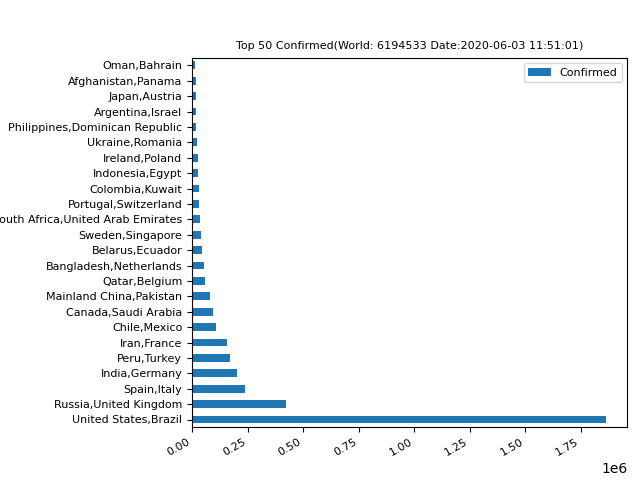 Top 50 Confirmed(World: 6194533 Date:2020-06-03 11:51:01)
Confirmed
Oman,Bahrain
Afghanistan,Panama
Japan,Austria
Argentina,Israel
Philippines,Dominican Republic
Ukraine,Romania
Ireland,Poland
Indonesia,Egypt
Colombia,Kuwait
Portugal,Switzerland
outh Africa,United Arab Emirates
Sweden,Singapore
Belarus,Ecuador
Bangladesh,Netherlands
Qatar,Belgium
Mainland China,Pakistan
Canada,Saudi Arabia
Chile,Mexico
Iran,France
Peru,Turkey
India,Germany
Spain,Italy
Russia,United Kingdom
United States,Brazil
0.00 0.25 0.50 0.75 1.00 1.25 1.50 1.75
1e6